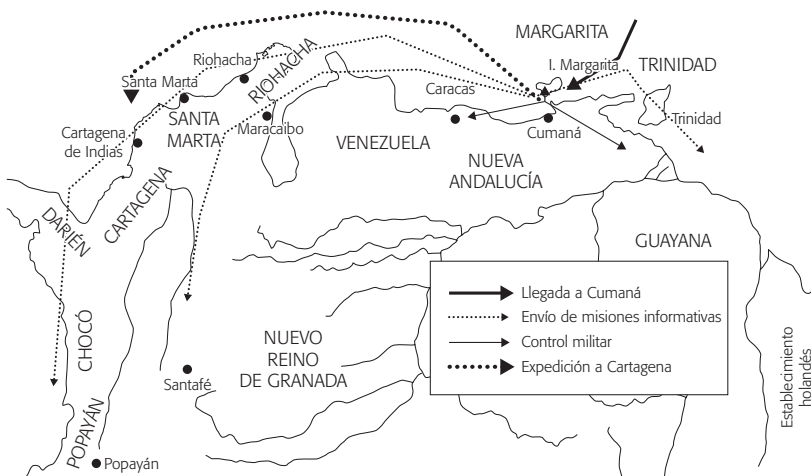 MARGARITA
I. Margarita
TRINIDAD
Riohacha
RIOHACHA
Santa Marta
SANTA
MARTA
Caracas
Trinidad
Maracaibo
Cartagena
de Indias
Cumaná
VENEZUELA
NUEVA
ANDALUCÍA
CARTAGENA
DARIÉN
GUAYANA
CHOCÓ
NUEVO
REINO
DE GRANADA
Santafé
POPAYÁN
Popayán
Establecimiento
holandés
Llegada a Cumaná
Envío de misiones informativas
Control militar
Expedición a Cartagena